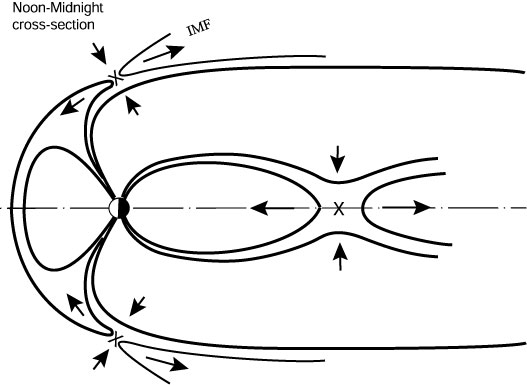 Noon-Midnight
cross-section
IMF
X
X
X